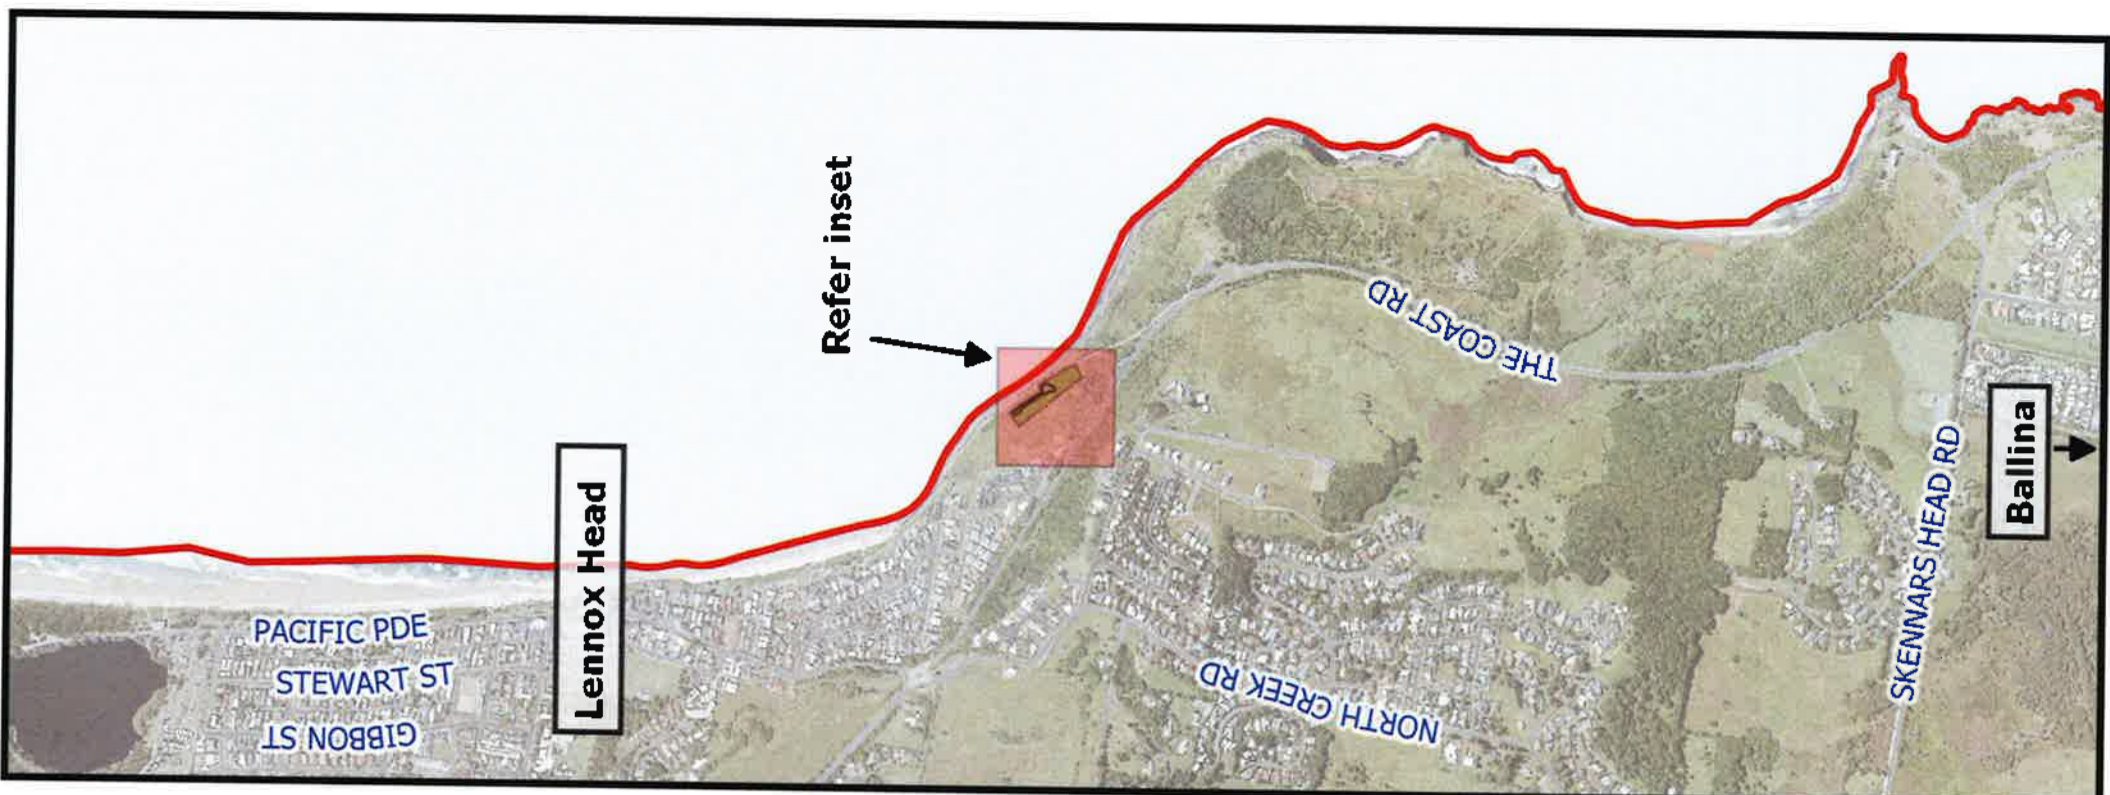 Refer inset
THE COAST RD
Lennox Head
Ballina
SKENNARS HEAD RD
PACIFIC PDE
STEWART ST
GIBBON ST
NORTH CREEK RD